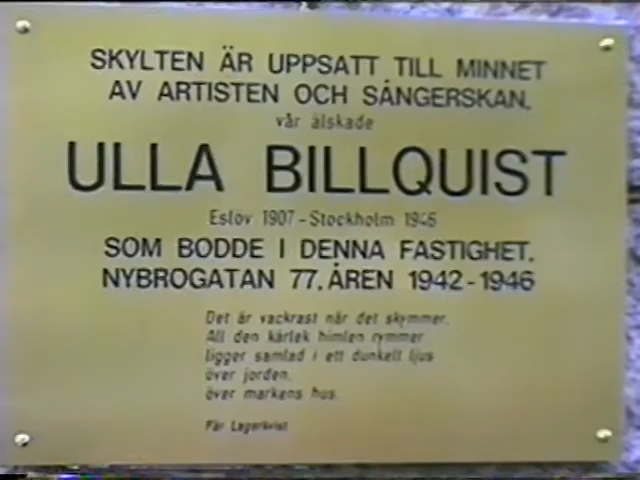 SKYLTEN ÄR UPPSATT TILL MINNET
AV ARTISTEN OCH SÅNGERSKAN,
vår älskade
ULLA BILLQUIST
Eslöv 1907 - Stockholm 1946
SOM BODDE I DENNA FASTIGHET,
NYBROGATAN 77, ÅREN 1942 - 1946
Det är vackrast när det skymmer.
All den kärlek himlen rymmer
ligger samlad i ett dunkelt ljus
över jorden,
över markens hus.
Pär Lagerkvist